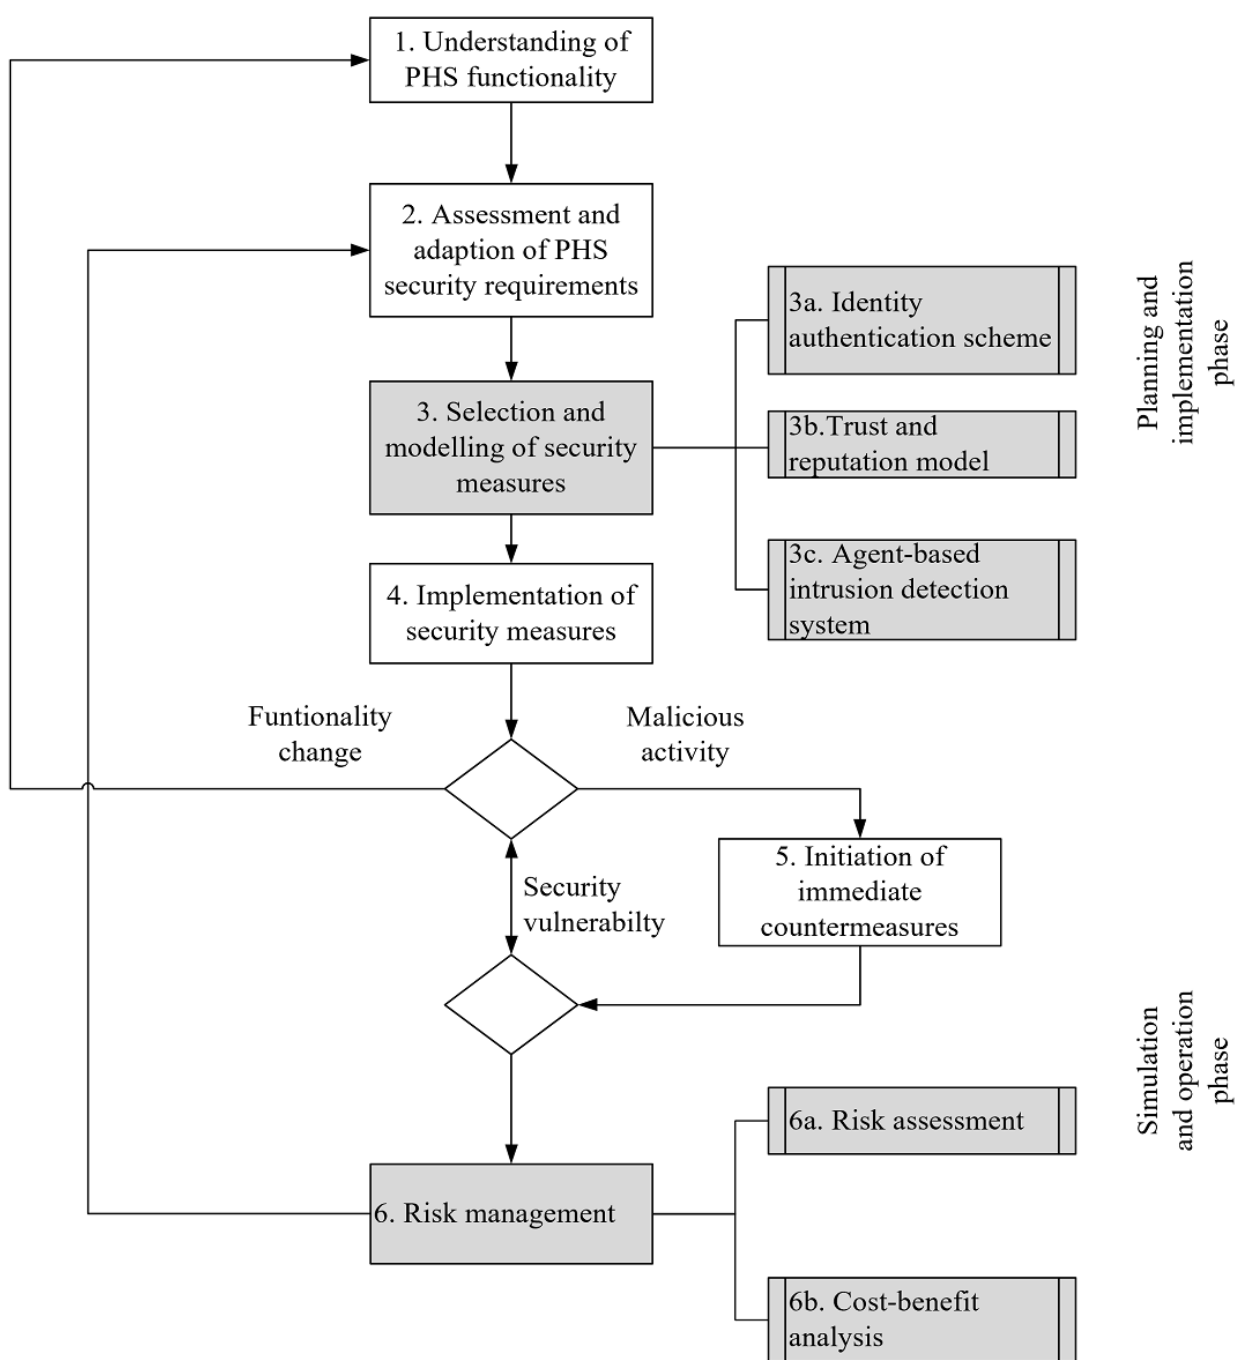 1. Understanding of
PHS functionality
2. Assessment and
adaption of PHS
security requirements
3. Selection and
modelling of security
measures
3a. Identity
authentication scheme
3b.Trust and
reputation model
3c. Agent-based
intrusion detection
system
Planning and
implementation
phase
4. Implementation of
security measures
Funtionality
change
Malicious
activity
5. Initiation of
immediate
countermeasures
Security
vulnerabilty
Simulation
and operation
phase
6. Risk management
6a. Risk assessment
6b. Cost-benefit
analysis